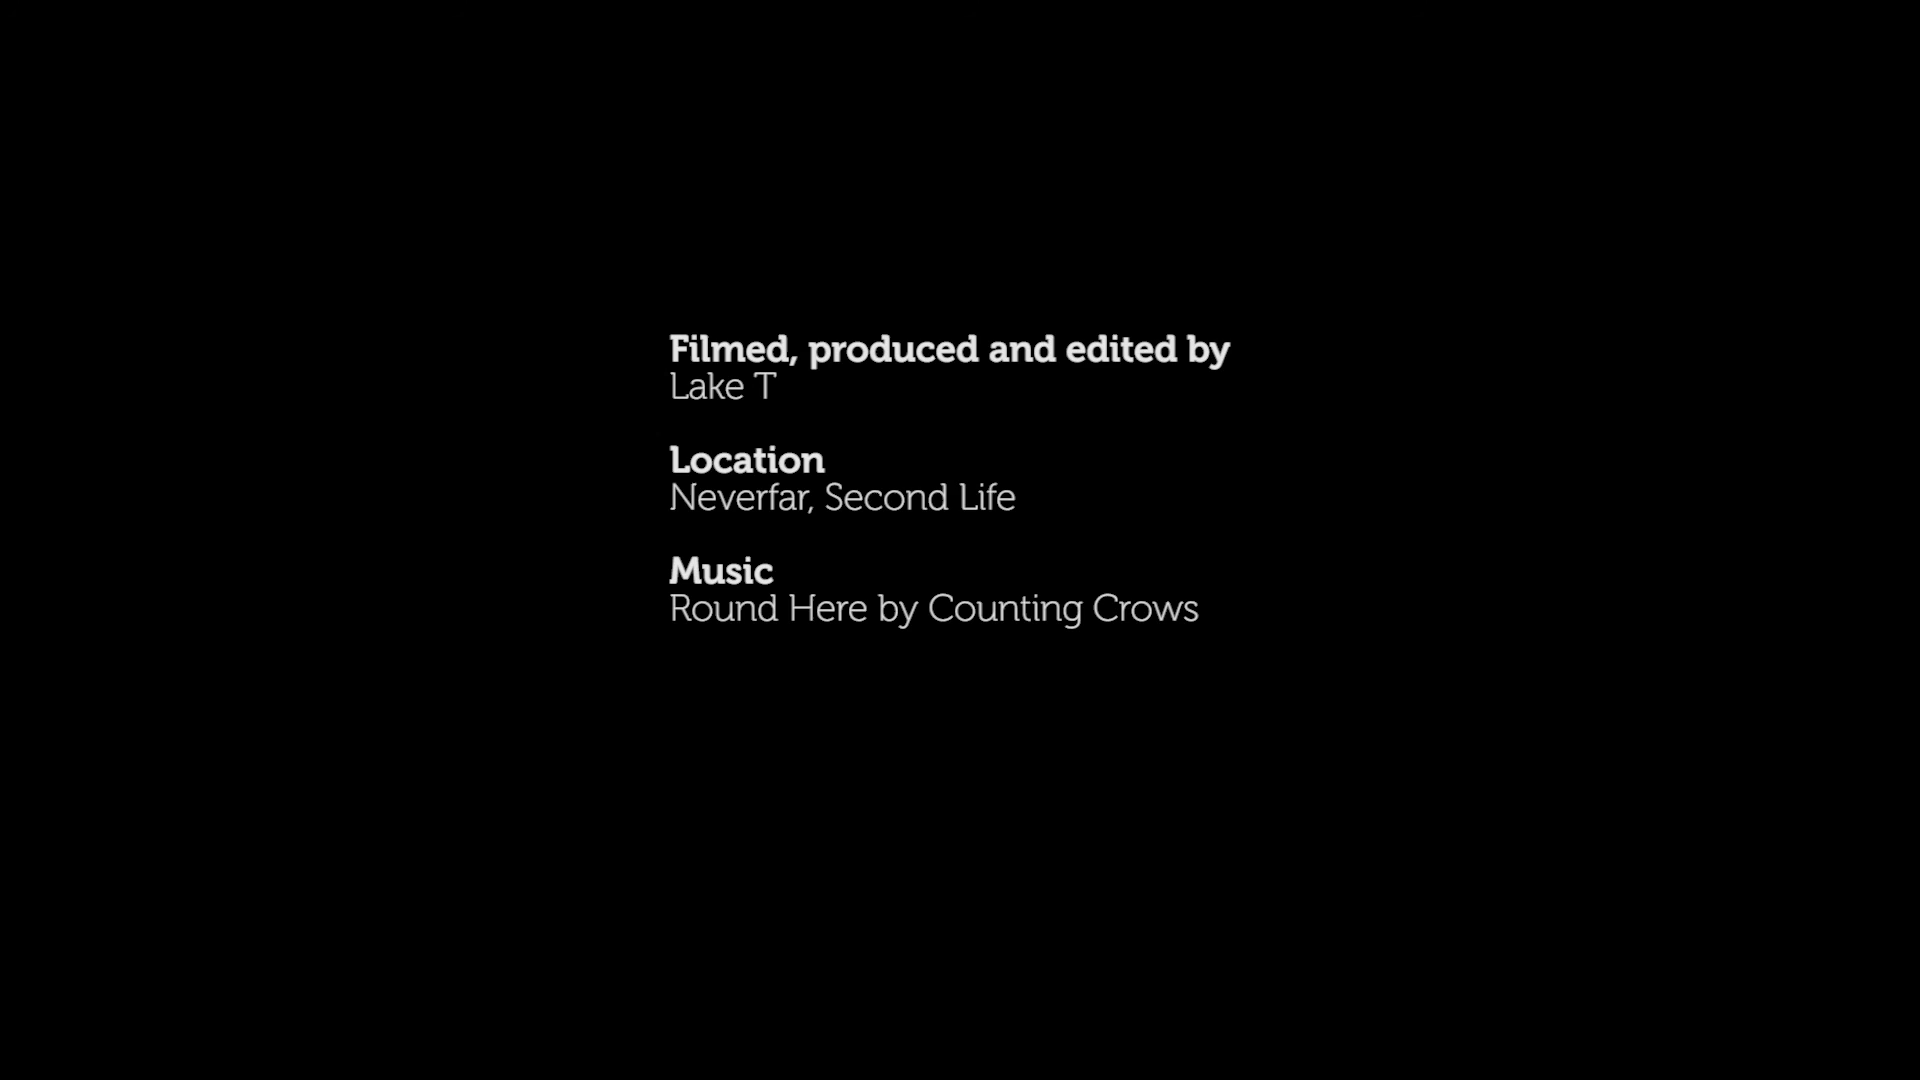 Filmed, produced and edited by
Lake T
Location
Neverfar, Second Life
Music
Round Here by Counting Crows